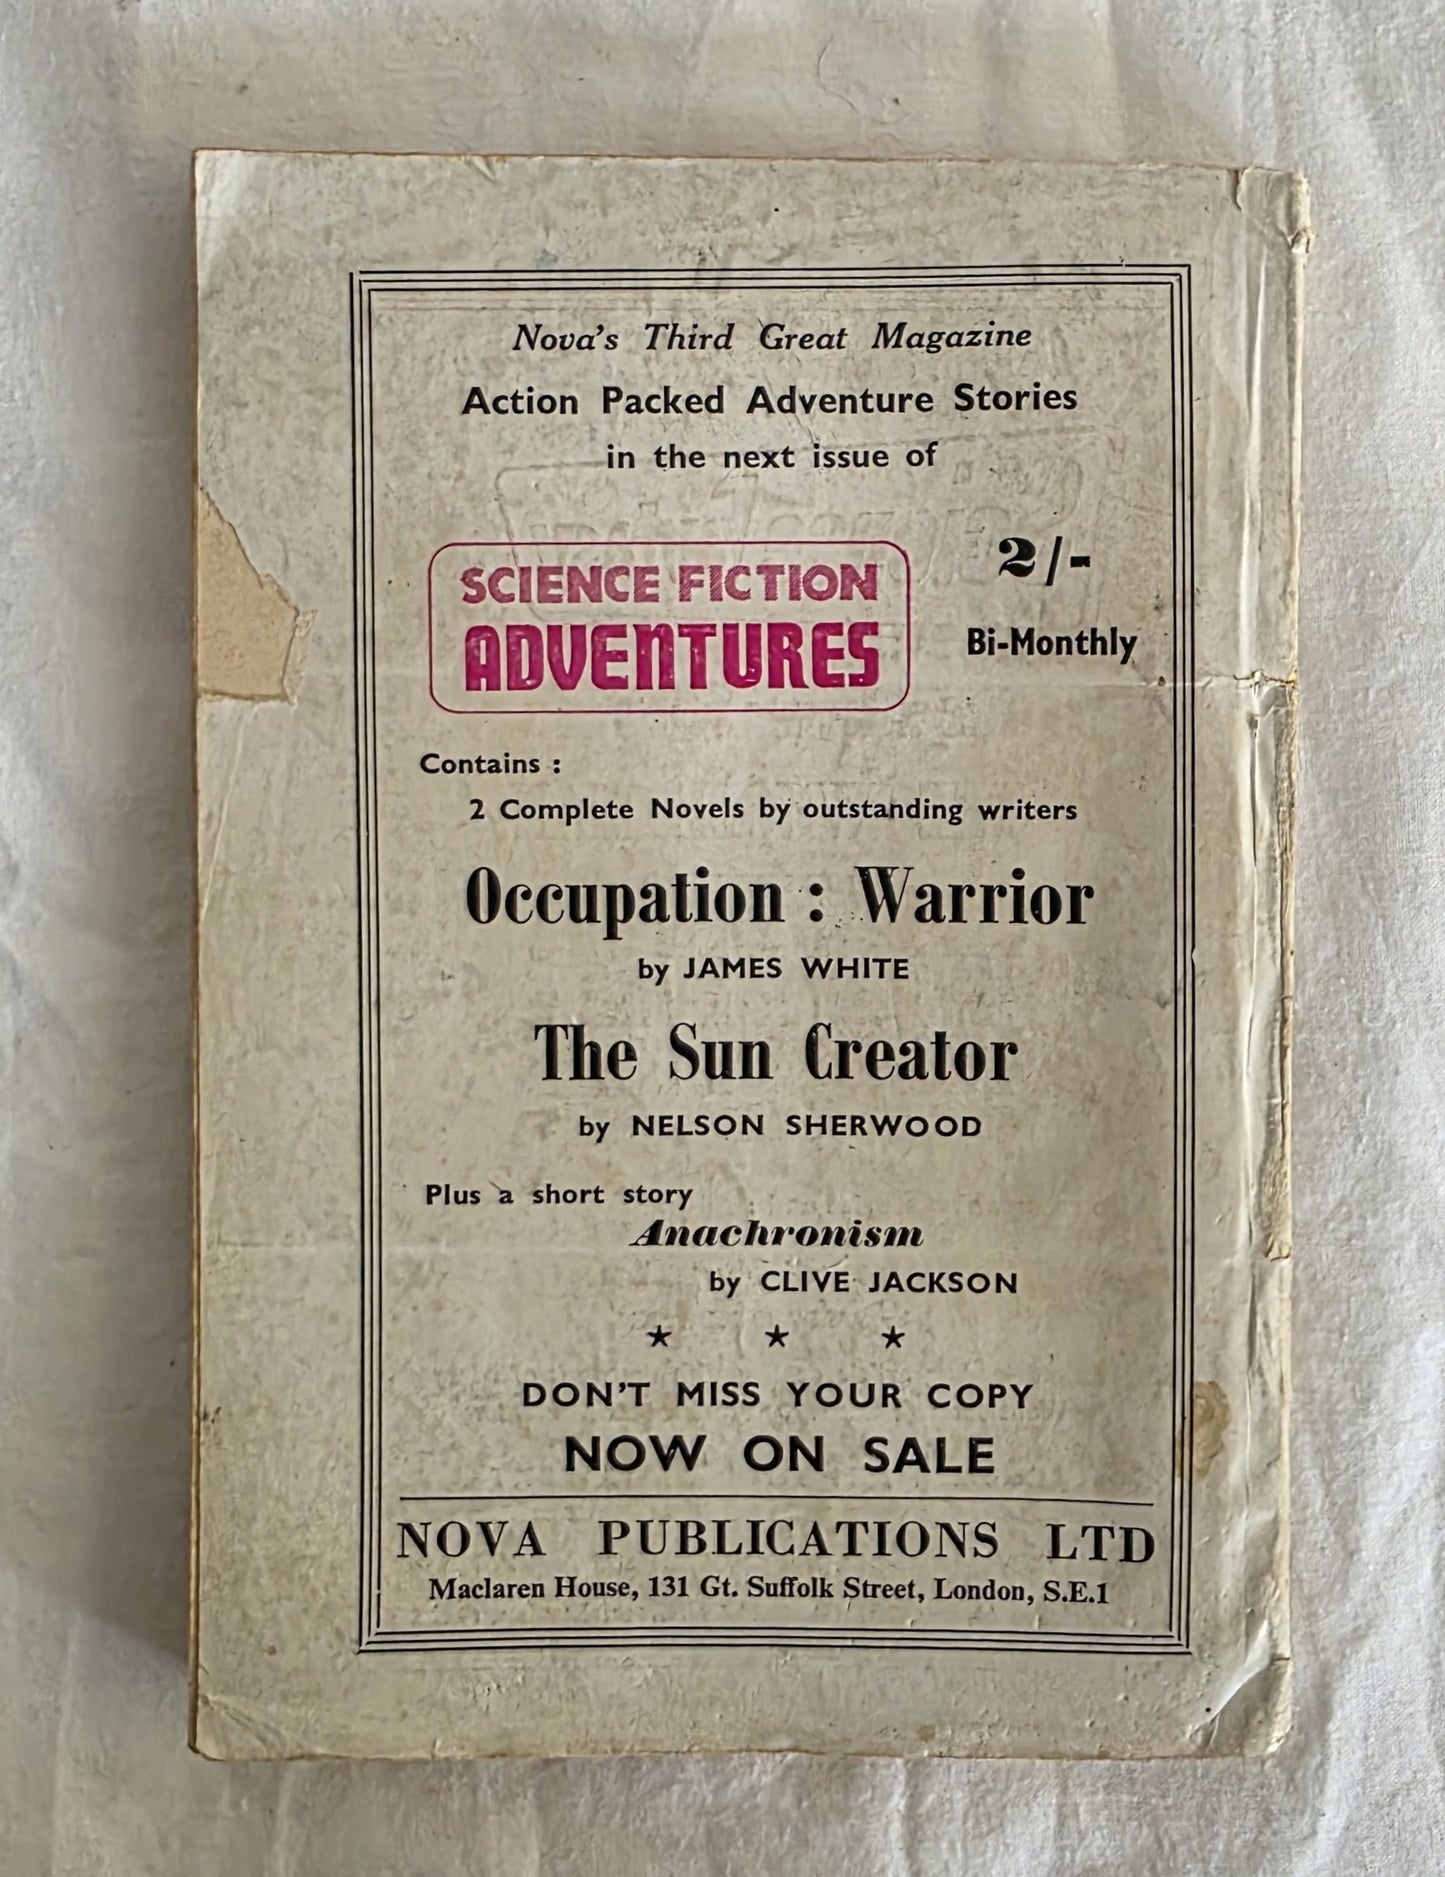 Nova's Third Great Magazine
Action Packed Adventure Stories
in the next issue of
SCIENCE FICTION
ADVENTURES
2/-
Bi-Monthly
Contains :
2 Complete Novels by outstanding writers
Occupation : Warrior
by JAMES WHITE
The Sun Creator
by NELSON SHERWOOD
Plus a short story
Anachronism
by CLIVE JACKSON
★ ★ ★
DON'T MISS YOUR COPY
NOW ON SALE
NOVA PUBLICATIONS LTD
Maclaren House, 131 Gt. Suffolk Street, London, S.E.1